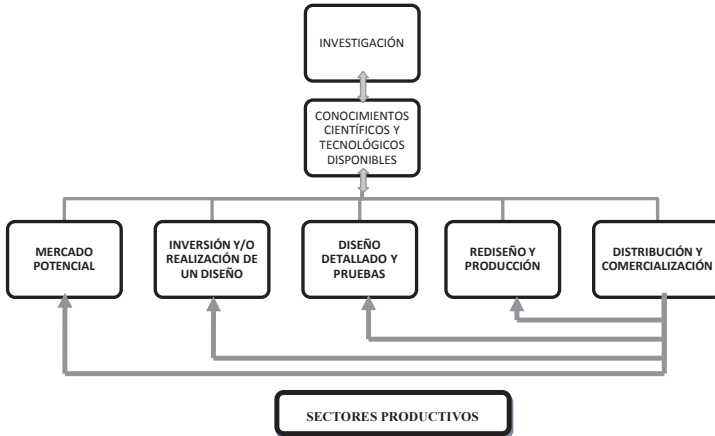 INVESTIGACIÓN
CONOCIMIENTOS
CIENTÍFICOS Y
TECNOLÓGICOS
DISPONIBLES
MERCADO
POTENCIAL
INVERSIÓN Y/O
REALIZACIÓN DE
UN DISEÑO
DISEÑO
DETALLADO Y
PRUEBAS
REDISEÑO Y
PRODUCCIÓN
DISTRIBUCIÓN Y
COMERCIALIZACIÓN
SECTORES PRODUCTIVOS